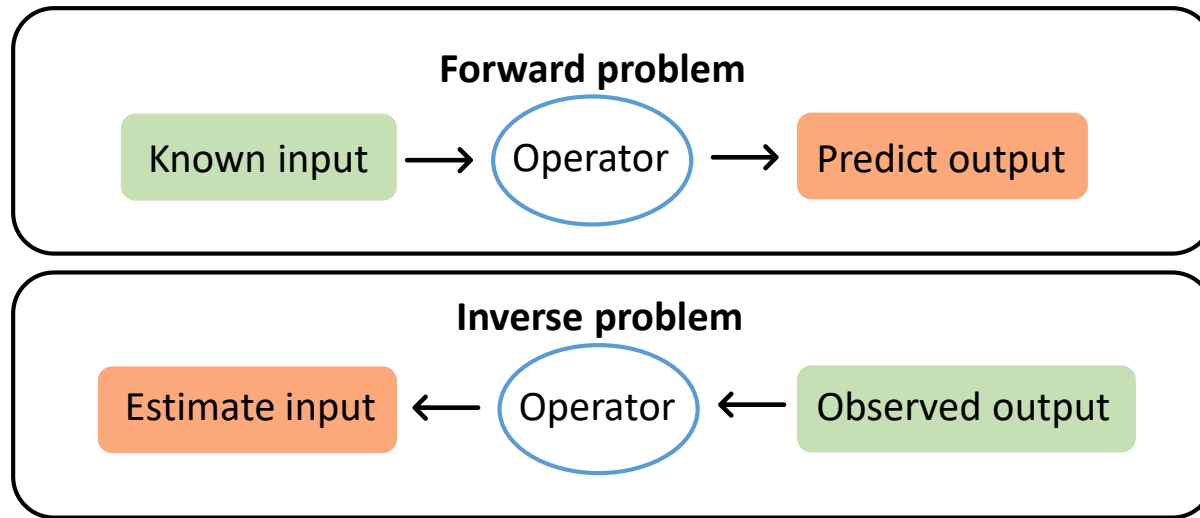 Forward problem
Known input
Operator
Predict output
Inverse problem
Estimate input
Operator
Observed output